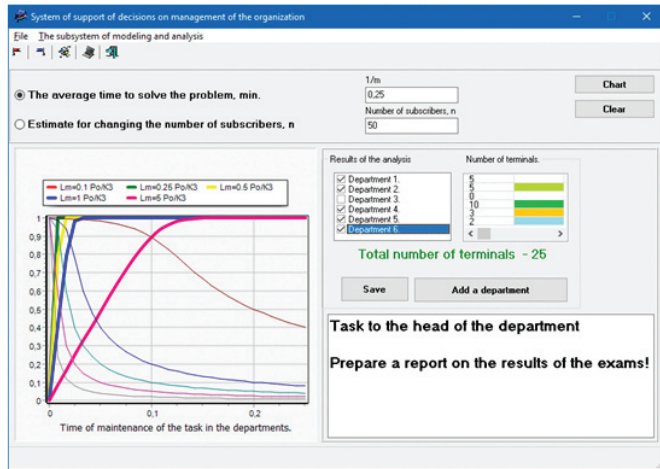 System of support of decisions on management of the organization
File The subsystem of modeling and analysis
The average time to solve the problem, min.
Estimate for changing the number of subscribers, n
1/m
0,25
Number of subscribers, n
50
Chart
Clear
Lm=0.1 Po/K3 Lm=0.25 Po/K3 Lm=0.5 Po/K3
Lm=1 Po/K3 Lm=5 Po/K3
1
0,9
0,8
0,7
0,6
0,5
0,4
0,3
0,2
0,1
0
0 0,1 0,2
Time of maintenance of the task in the departments.
Results of the analysis
Department 1.
Department 2.
Department 3.
Department 4.
Department 5.
Department 6.
Number of terminals.
5
5
0
10
3
2
Total number of terminals - 25
Save
Add a department
Task to the head of the department
Prepare a report on the results of the exams!